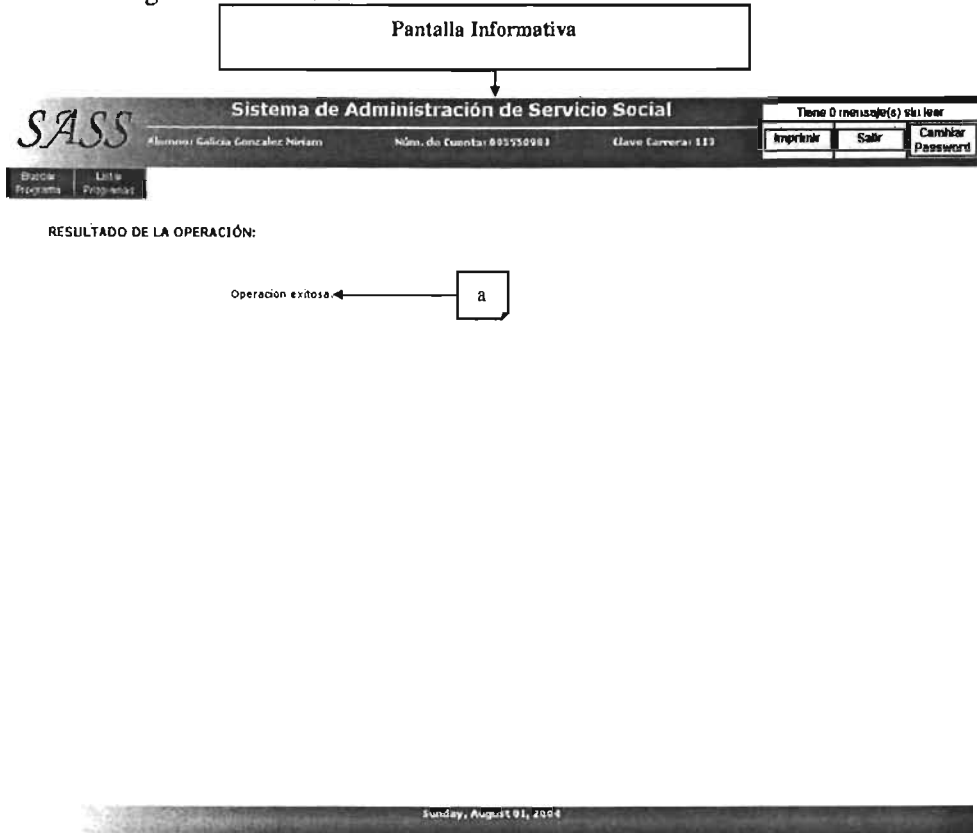 Pantalla Informativa
SASS
Sistema de Administración de Servicio Social
Tiene 0 mensaje(s) sin leer
Alumno: Galicia Gonzalez Miriam Núm. de Cuenta: Clave Carrera: 113
Imprimir Salir Cambiar Password
Buscar Programa Listar Programas
RESULTADO DE LA OPERACIÓN:
Operacion exitosa.
a
Sunday, August 01, 2004